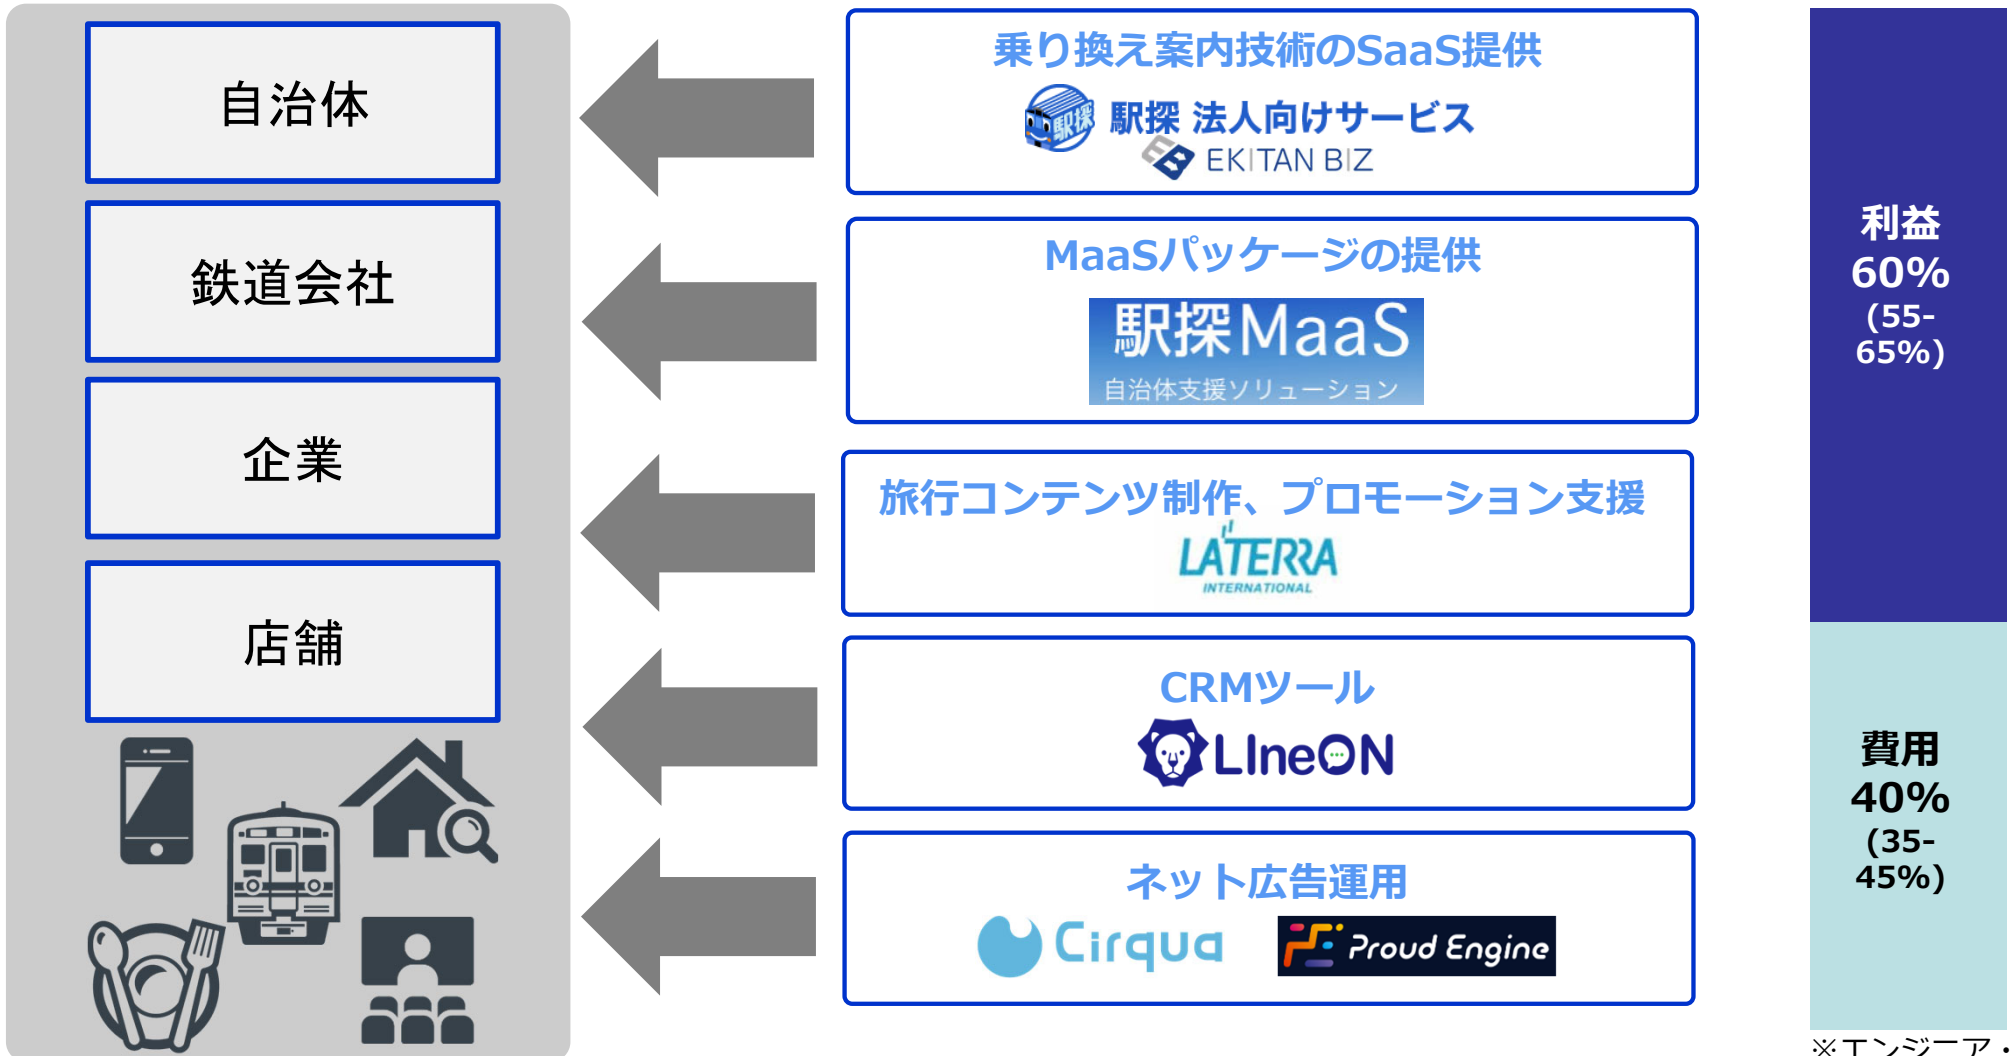 自治体
鉄道会社
企業
店舗
乗り換え案内技術のSaaS提供
駅探
駅探 法人向けサービス
EKITAN BIZ
MaaSパッケージの提供
駅探MaaS
自治体支援ソリューション
旅行コンテンツ制作、プロモーション支援
LATERRA
INTERNATIONAL
CRMツール
LIneON
ネット広告運用
Cirqua
Proud Engine
利益
60%
(55-
65%)
費用
40%
(35-
45%)
※エンジニア・